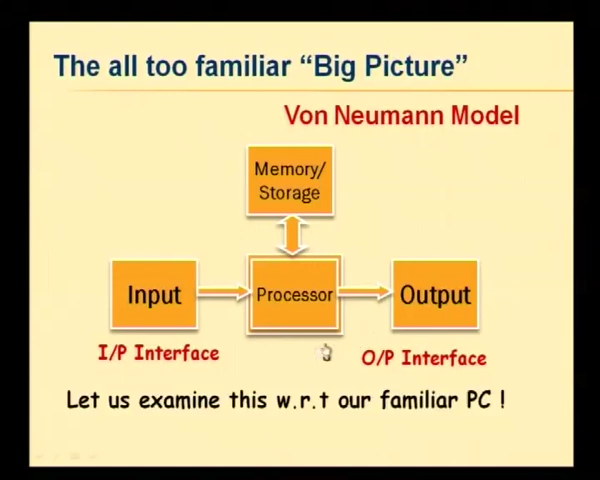 The all too familiar “Big Picture”
Von Neumann Model
Memory/
Storage
Input
Processor
Output
I/P Interface
O/P Interface
Let us examine this w.r.t our familiar PC !